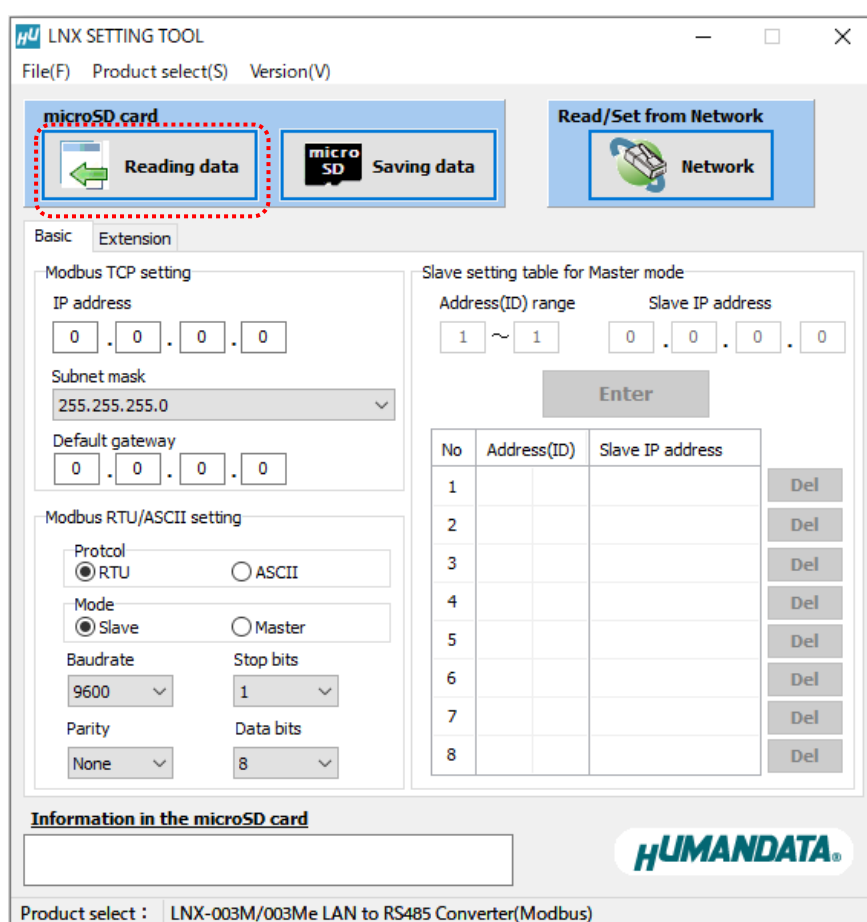 HU LNX SETTING TOOL
File(F) Product select(S) Version(V)
microSD card
Reading data
micro
SD
Saving data
Read/Set from Network
Network
Basic Extension
Modbus TCP setting
IP address
0 . 0 . 0 . 0
Subnet mask
255.255.255.0
Default gateway
0 . 0 . 0 . 0
Modbus RTU/ASCII setting
Protcol
RTU ASCII
Mode
Slave Master
Baudrate Stop bits
9600 1
Parity Data bits
None 8
Slave setting table for Master mode
Address(ID) range Slave IP address
1 ~ 1 0 . 0 . 0 . 0
Enter
No Address(ID) Slave IP address
1 Del
2 Del
3 Del
4 Del
5 Del
6 Del
7 Del
8 Del
Information in the microSD card
HUMANDATA®
Product select : LNX-003M/003Me LAN to RS485 Converter(Modbus)